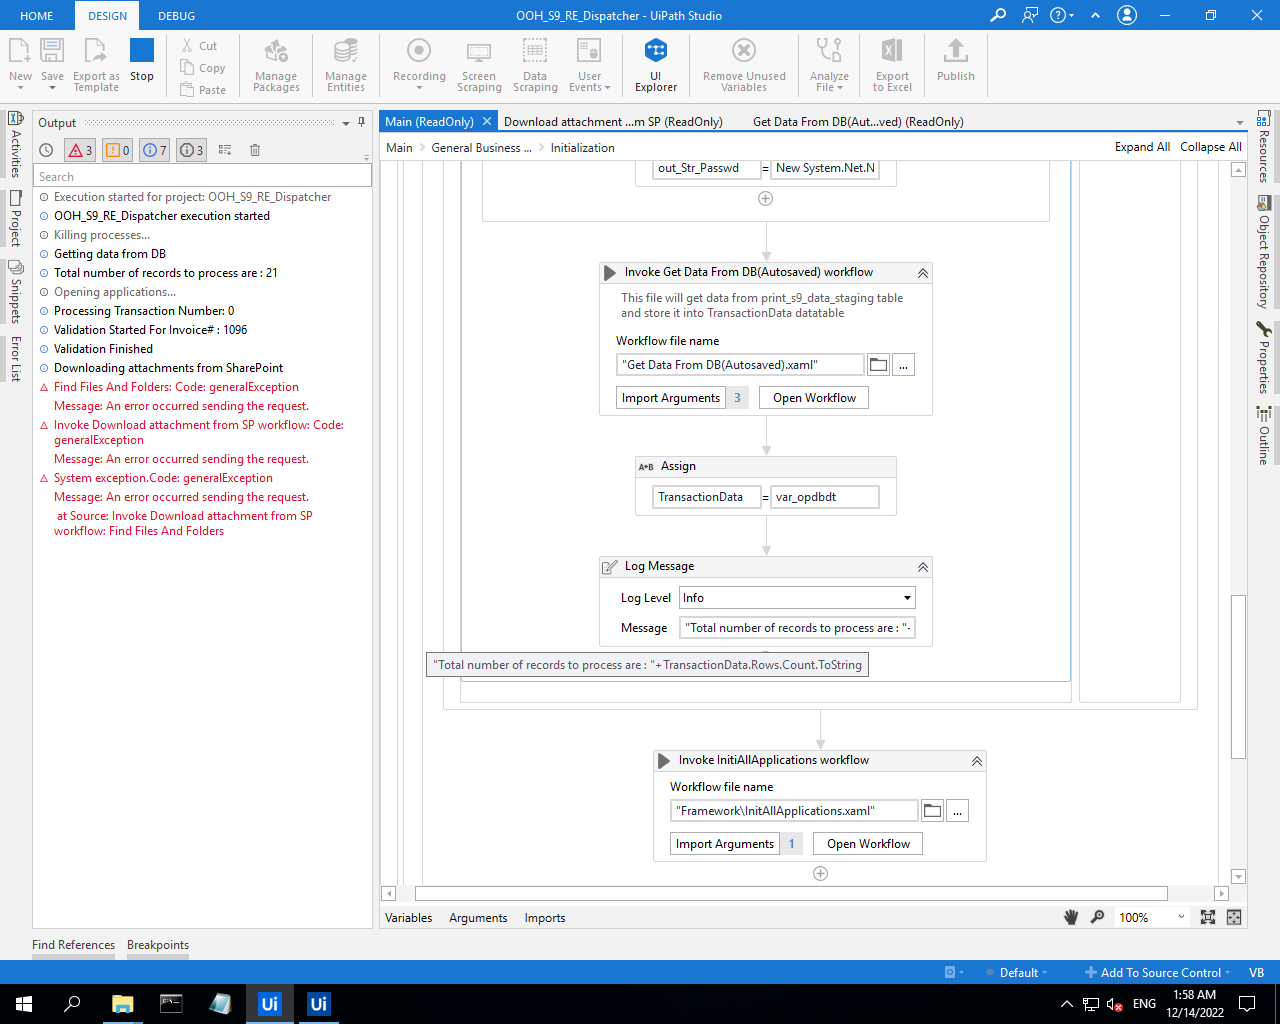 HOME
DESIGN
DEBUG
OOH_S9_RE_Dispatcher - UiPath Studio
New
Save
Export as
Template
Stop
Cut
Copy
Paste
Manage
Packages
Manage
Entities
Recording
Screen
Scraping
Data
Scraping
User
Events
UI
Explorer
Remove Unused
Variables
Analyze
File
Export
to Excel
Publish
Activities
Project
Snippets
Error List
Output
3
0
7
3
Search
Execution started for project: OOH_S9_RE_Dispatcher
OOH_S9_RE_Dispatcher execution started
Killing processes...
Getting data from DB
Total number of records to process are : 21
Opening applications...
Processing Transaction Number: 0
Validation Started For Invoice# : 1096
Validation Finished
Downloading attachments from SharePoint
Find Files And Folders: Code: generalException
Message: An error occurred sending the request.
Invoke Download attachment from SP workflow: Code:
generalException
Message: An error occurred sending the request.
System exception.Code: generalException
Message: An error occurred sending the request.
at Source: Invoke Download attachment from SP
workflow: Find Files And Folders
Main (ReadOnly)
Download attachment ...m SP (ReadOnly)
Get Data From DB(Aut...ved) (ReadOnly)
Main
General Business ...
Initialization
Expand All
Collapse All
out_Str_Passwd
=
New System.Net.N
Invoke Get Data From DB(Autosaved) workflow
This file will get data from print_s9_data_staging table
and store it into TransactionData datatable
Workflow file name
"Get Data From DB(Autosaved).xaml"
...
Import Arguments
3
Open Workflow
A+B
Assign
TransactionData
=
var_opdbdt
Log Message
Log Level
Info
Message
"Total number of records to process are : "+
"Total number of records to process are : "+TransactionData.Rows.Count.ToString
Invoke InitiAllApplications workflow
Workflow file name
"Framework\InitAllApplications.xaml"
...
Import Arguments
1
Open Workflow
Variables
Arguments
Imports
100%
Resources
Object Repository
Properties
Outline
Find References
Breakpoints
0
Default
Add To Source Control
VB
Ui
Ui
ENG
1:58 AM
12/14/2022